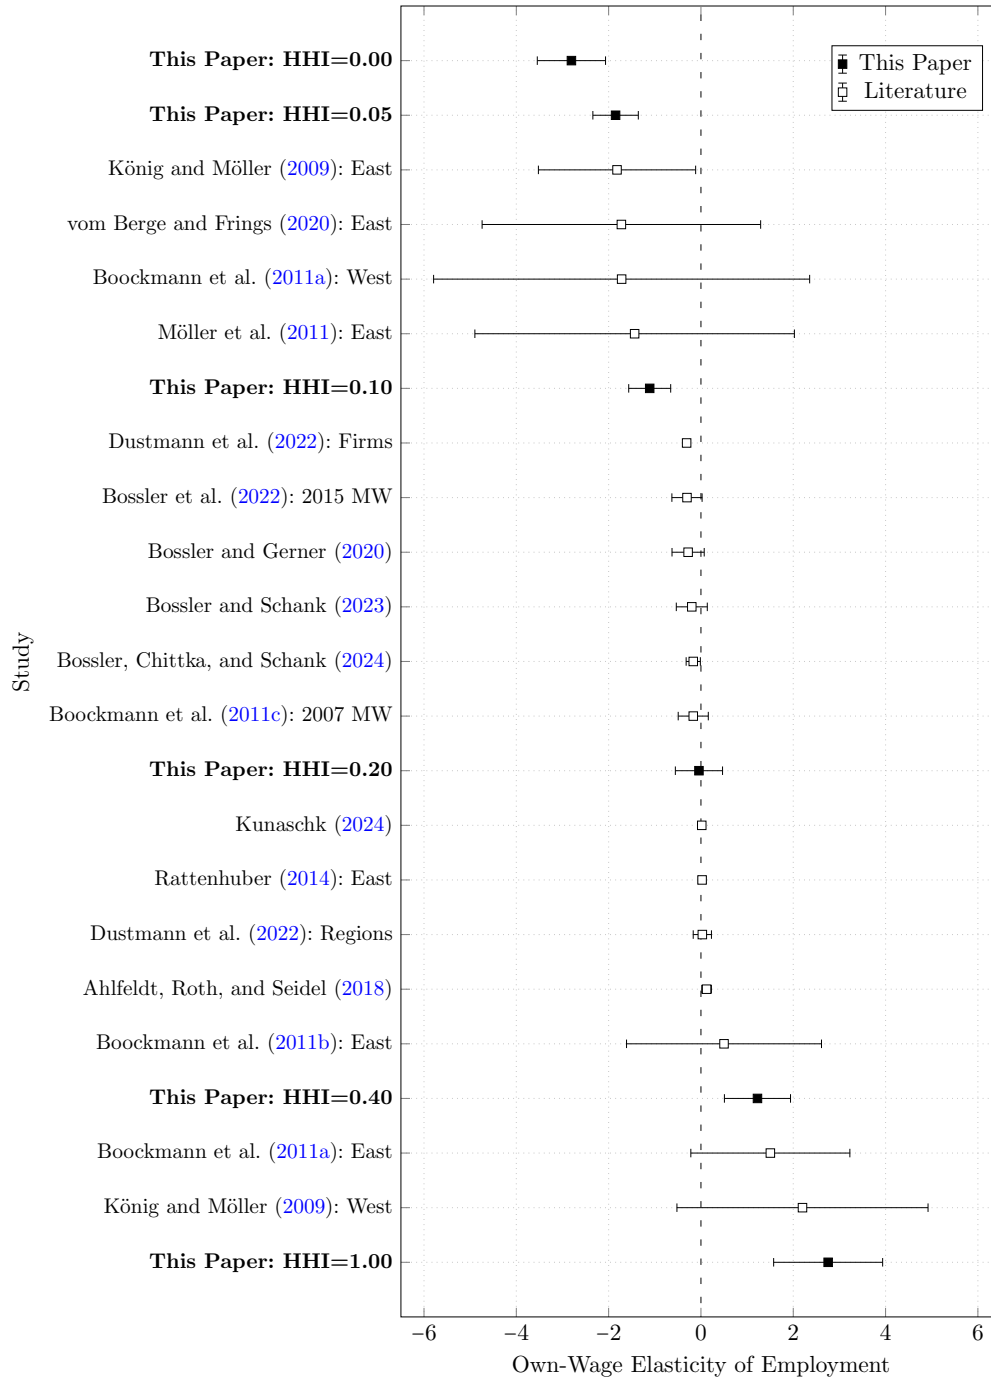 This Paper: HHI=0.00
This Paper: HHI=0.05
König and Möller (2009): East
vom Berge and Frings (2020): East
Boockmann et al. (2011a): West
Möller et al. (2011): East
This Paper: HHI=0.10
Dustmann et al. (2022): Firms
Bossler et al. (2022): 2015 MW
Bossler and Gerner (2020)
Bossler and Schank (2023)
Bossler, Chittka, and Schank (2024)
Boockmann et al. (2011c): 2007 MW
This Paper: HHI=0.20
Kunaschk (2024)
Rattenhuber (2014): East
Dustmann et al. (2022): Regions
Ahlfeldt, Roth, and Seidel (2018)
Boockmann et al. (2011b): East
This Paper: HHI=0.40
Boockmann et al. (2011a): East
König and Möller (2009): West
This Paper: HHI=1.00
Study
This Paper
Literature
−6 −4 −2 0 2 4 6
Own-Wage Elasticity of Employment